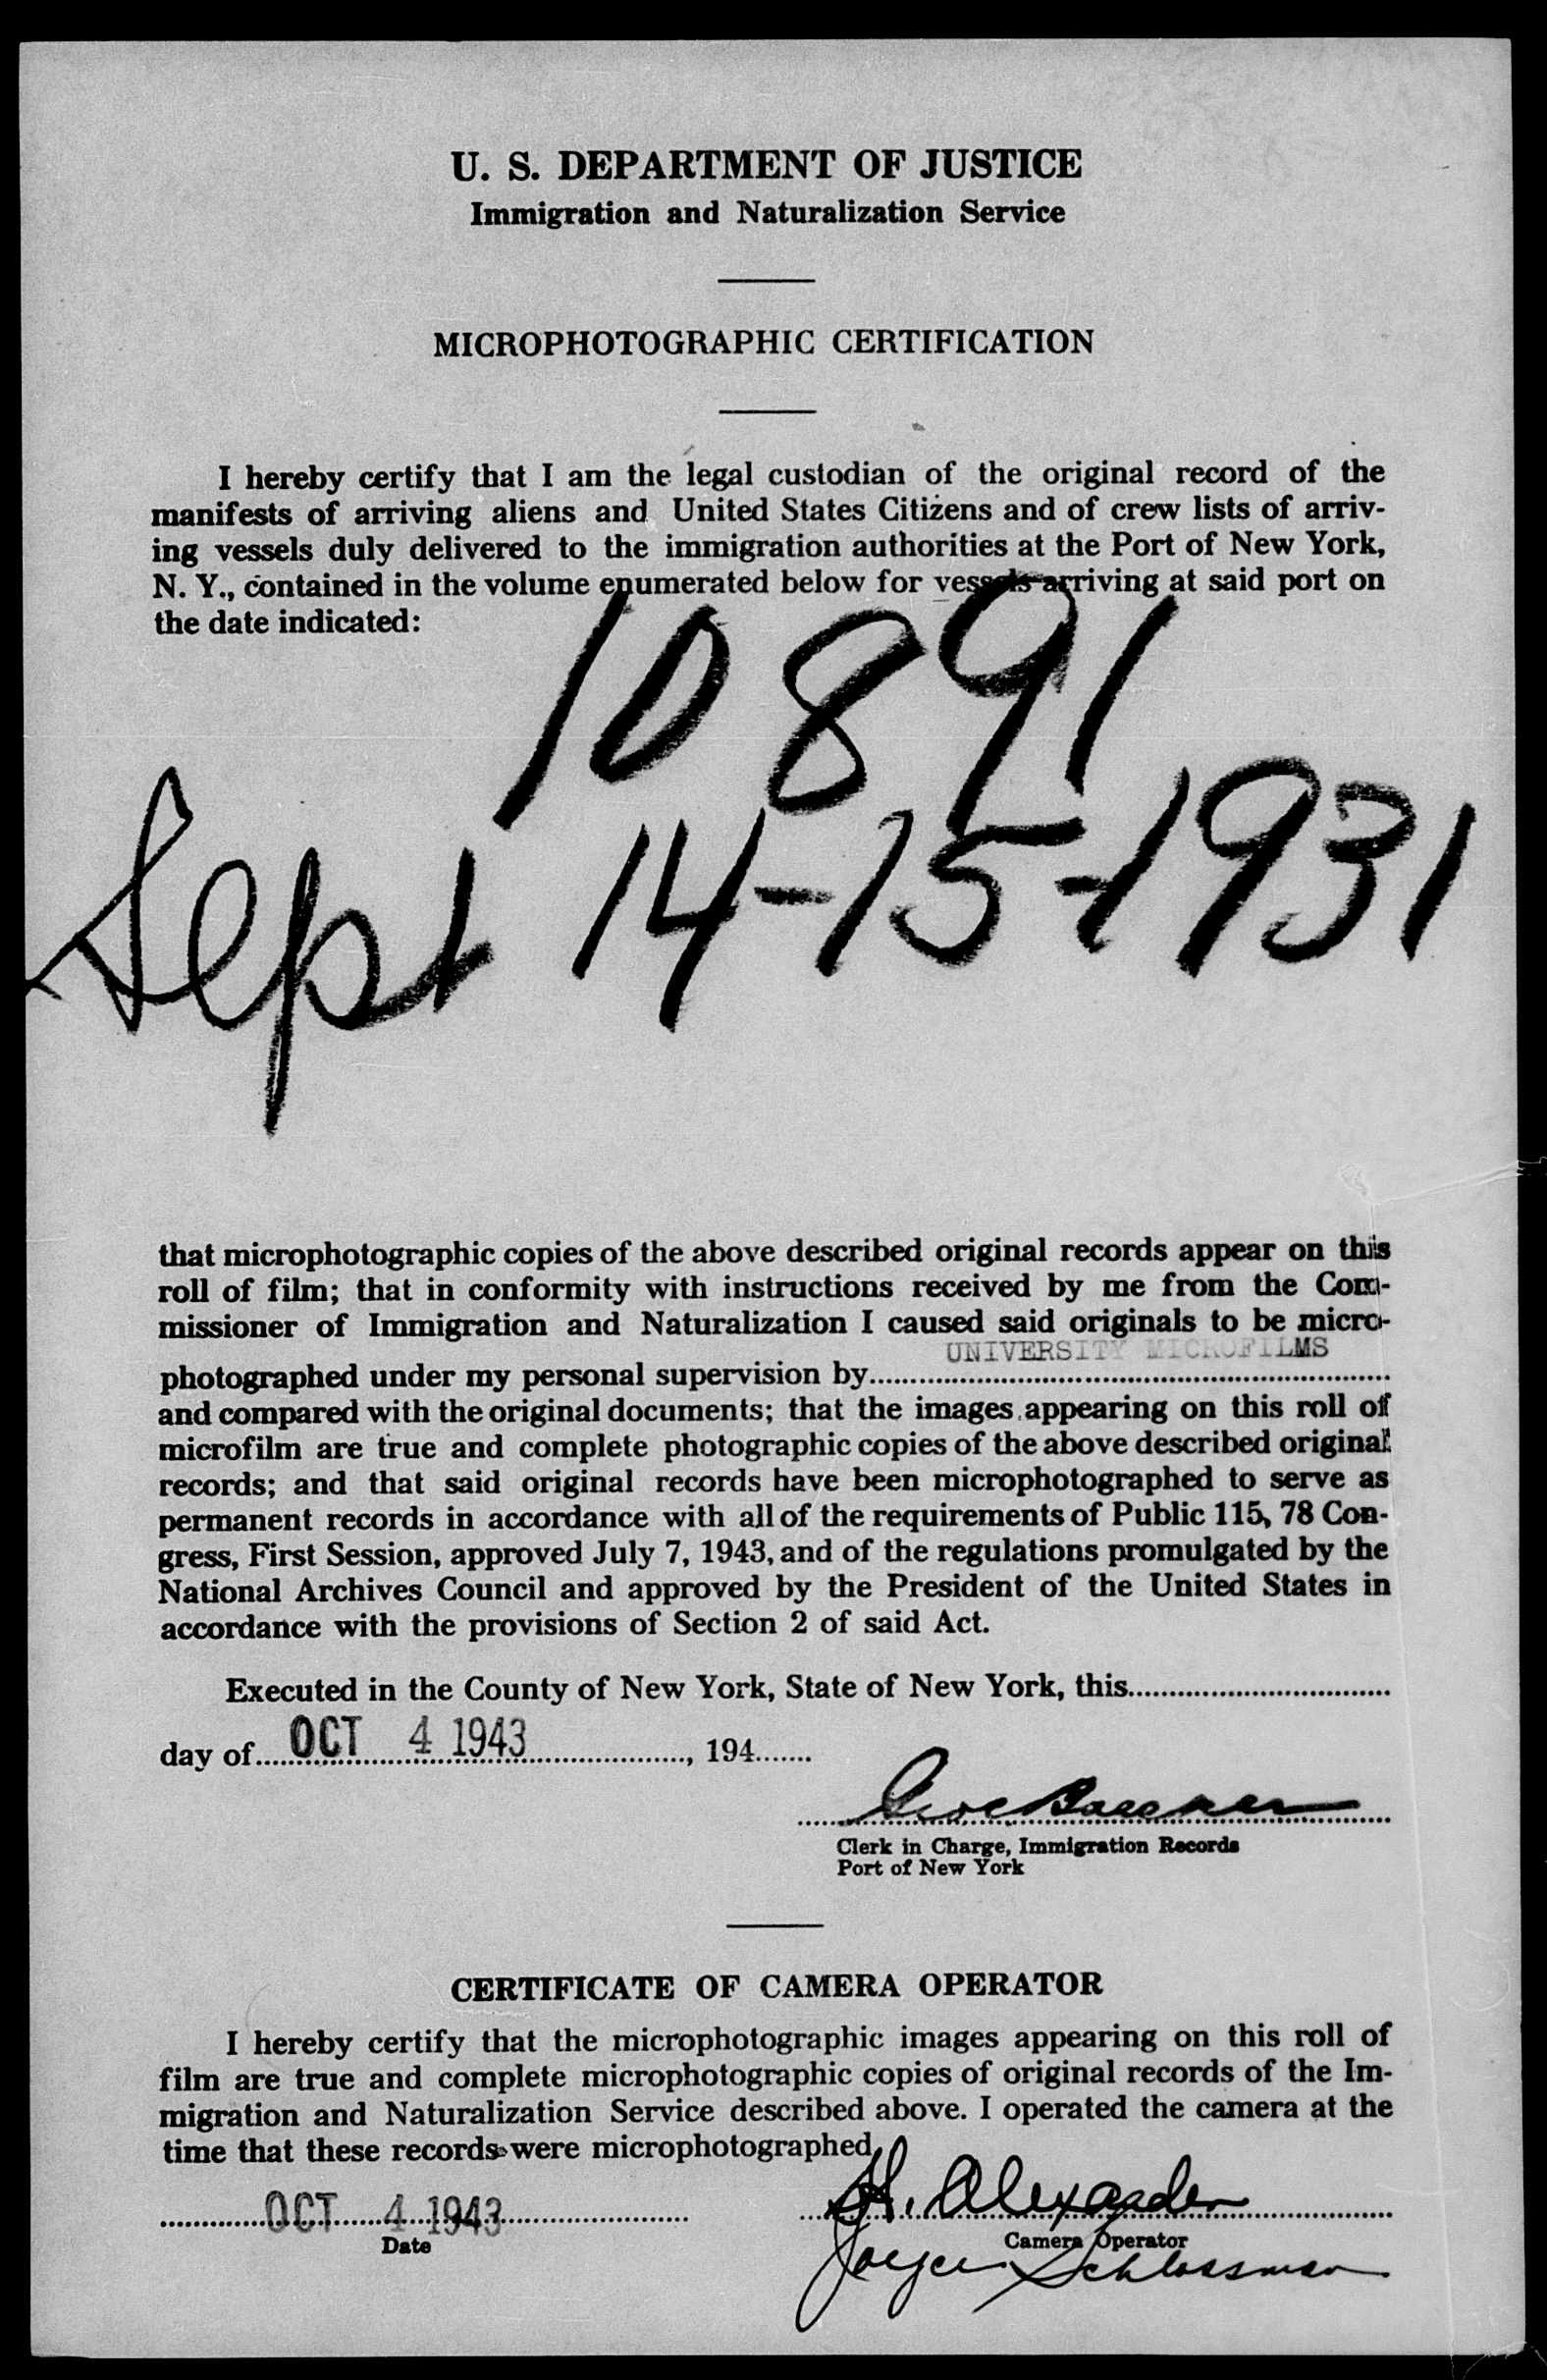 U. S. DEPARTMENT OF JUSTICE
Immigration and Naturalization Service
MICROPHOTOGRAPHIC CERTIFICATION
I hereby certify that I am the legal custodian of the original record of the
manifests of arriving aliens and United States Citizens and of crew lists of arriv-
ing vessels duly delivered to the immigration authorities at the Port of New York,
N. Y., contained in the volume enumerated below for vessels arriving at said port on
the date indicated:
10891
Sept 14-15-1931
that microphotographic copies of the above described original records appear on this
roll of film; that in conformity with instructions received by me from the Com-
missioner of Immigration and Naturalization I caused said originals to be micro-
UNIVERSITY MICROFILMS
photographed under my personal supervision by
and compared with the original documents; that the images appearing on this roll of
microfilm are true and complete photographic copies of the above described original
records; and that said original records have been microphotographed to serve as
permanent records in accordance with all of the requirements of Public 115, 78 Con-
gress, First Session, approved July 7, 1943, and of the regulations promulgated by the
National Archives Council and approved by the President of the United States in
accordance with the provisions of Section 2 of said Act.
Executed in the County of New York, State of New York, this
day of OCT 4 1943, 194
Clerk in Charge, Immigration Records
Port of New York
CERTIFICATE OF CAMERA OPERATOR
I hereby certify that the microphotographic images appearing on this roll of
film are true and complete microphotographic copies of original records of the Im-
migration and Naturalization Service described above. I operated the camera at the
time that these records were microphotographed.
OCT 4 1943 H. Alexander
Date Camera Operator
Joyce Schlossman